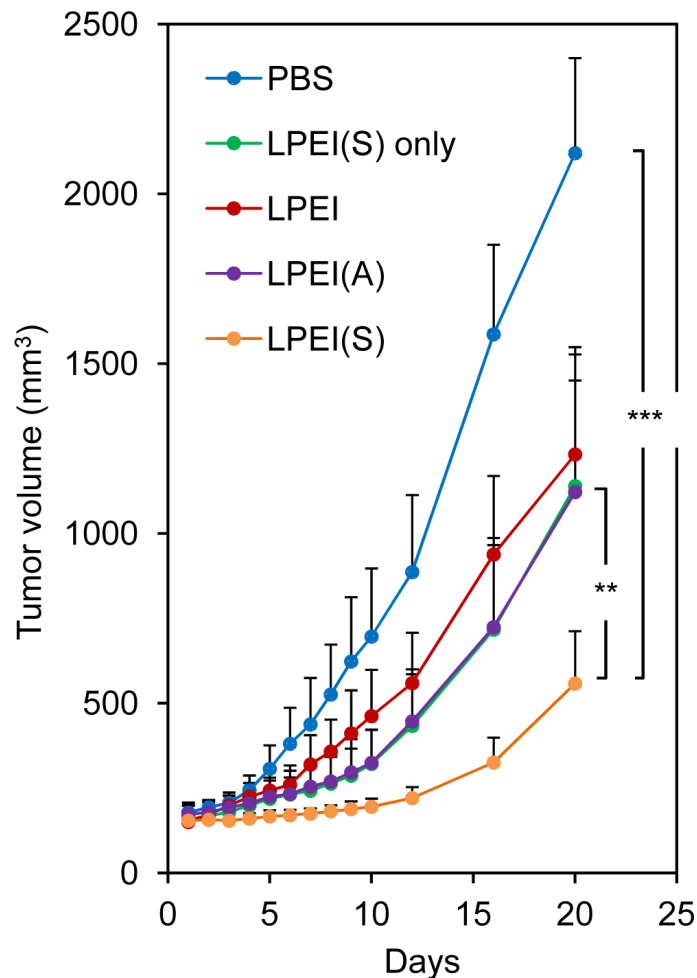 2500
2000
1500
1000
500
0
Tumor volume (mm³)
PBS
LPEI(S) only
LPEI
LPEI(A)
LPEI(S)
***
**
0 5 10 15 20 25
Days